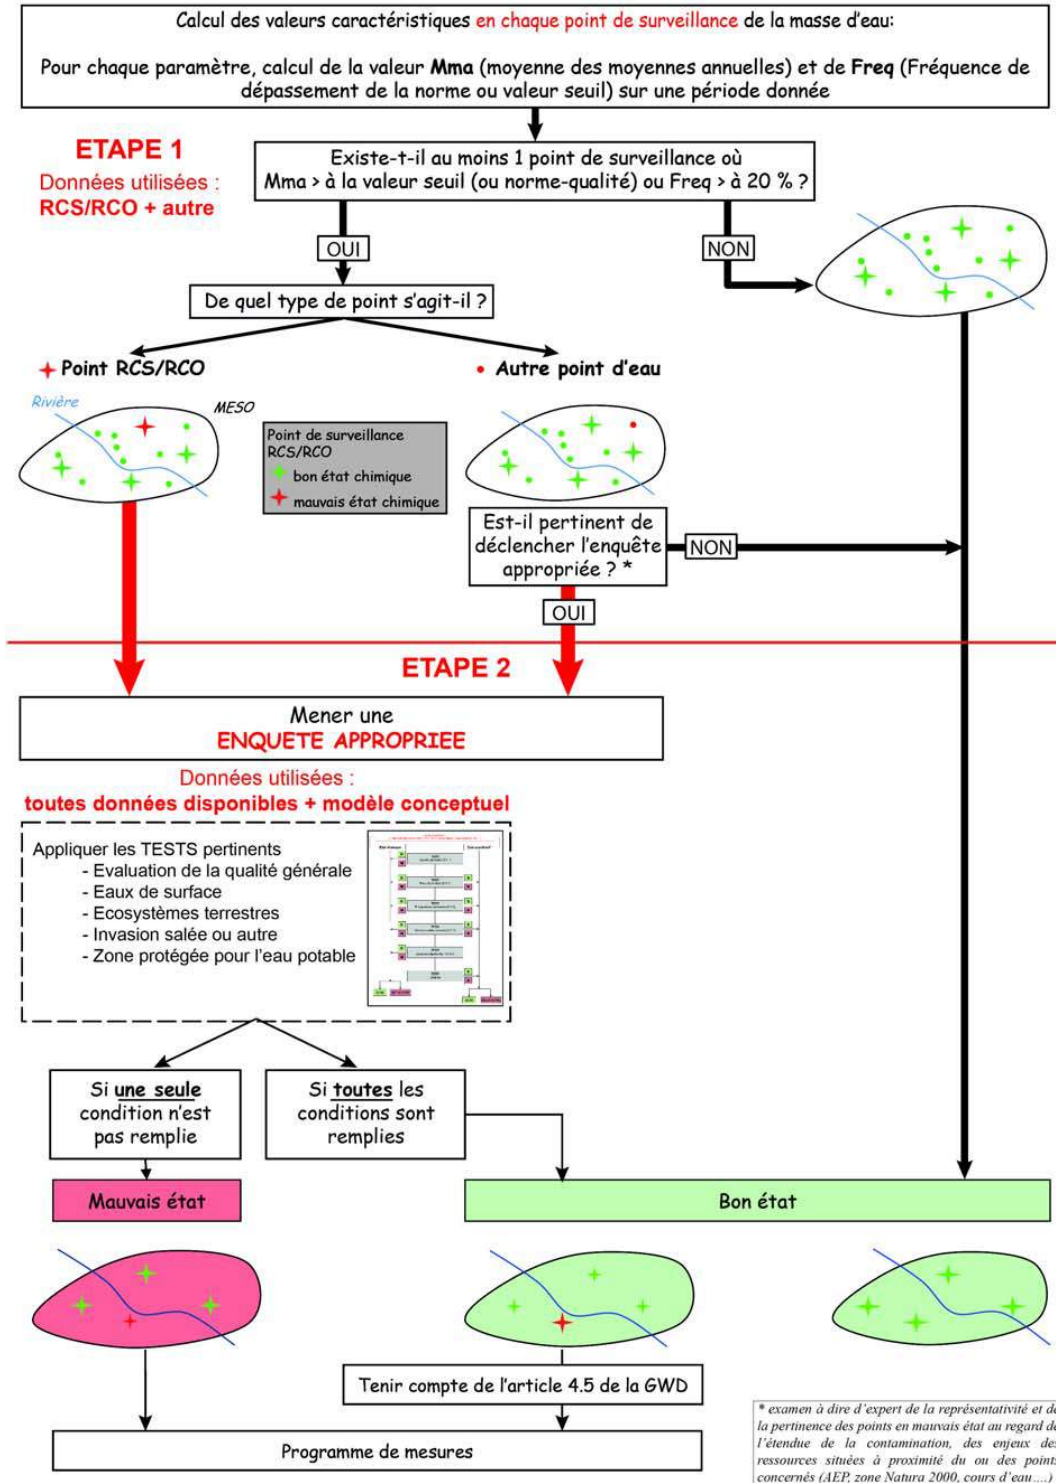 Calcul des valeurs caractéristiques en chaque point de surveillance de la masse d'eau:
Pour chaque paramètre, calcul de la valeur Mma (moyenne des moyennes annuelles) et de Freq (Fréquence de
dépassement de la norme ou valeur seuil) sur une période donnée
ETAPE 1
Données utilisées :
RCS/RCO + autre
Existe-t-il au moins 1 point de surveillance où
Mma > à la valeur seuil (ou norme-qualité) ou Freq > à 20 % ?
OUI
NON
De quel type de point s'agit-il ?
Point RCS/RCO
Autre point d'eau
Rivière
MESO
Point de surveillance
RCS/RCO
bon état chimique
mauvais état chimique
Est-il pertinent de
déclencher l'enquête
appropriée ? *
NON
OUI
ETAPE 2
Mener une
ENQUETE APPROPRIEE
Données utilisées :
toutes données disponibles + modèle conceptuel
Appliquer les TESTS pertinents
- Evaluation de la qualité générale
- Eaux de surface
- Ecosystèmes terrestres
- Invasion salée ou autre
- Zone protégée pour l'eau potable
Si une seule
condition n'est
pas remplie
Si toutes les
conditions sont
remplies
Mauvais état
Bon état
Tenir compte de l'article 4.5 de la GWD
Programme de mesures
* examen à dire d'expert de la représentativité et de
la pertinence des points en mauvais état au regard de
l'étendue de la contamination, des enjeux des
ressources situées à proximité du ou des points
concernés (AEP, zone Natura 2000, cours d'eau ....)